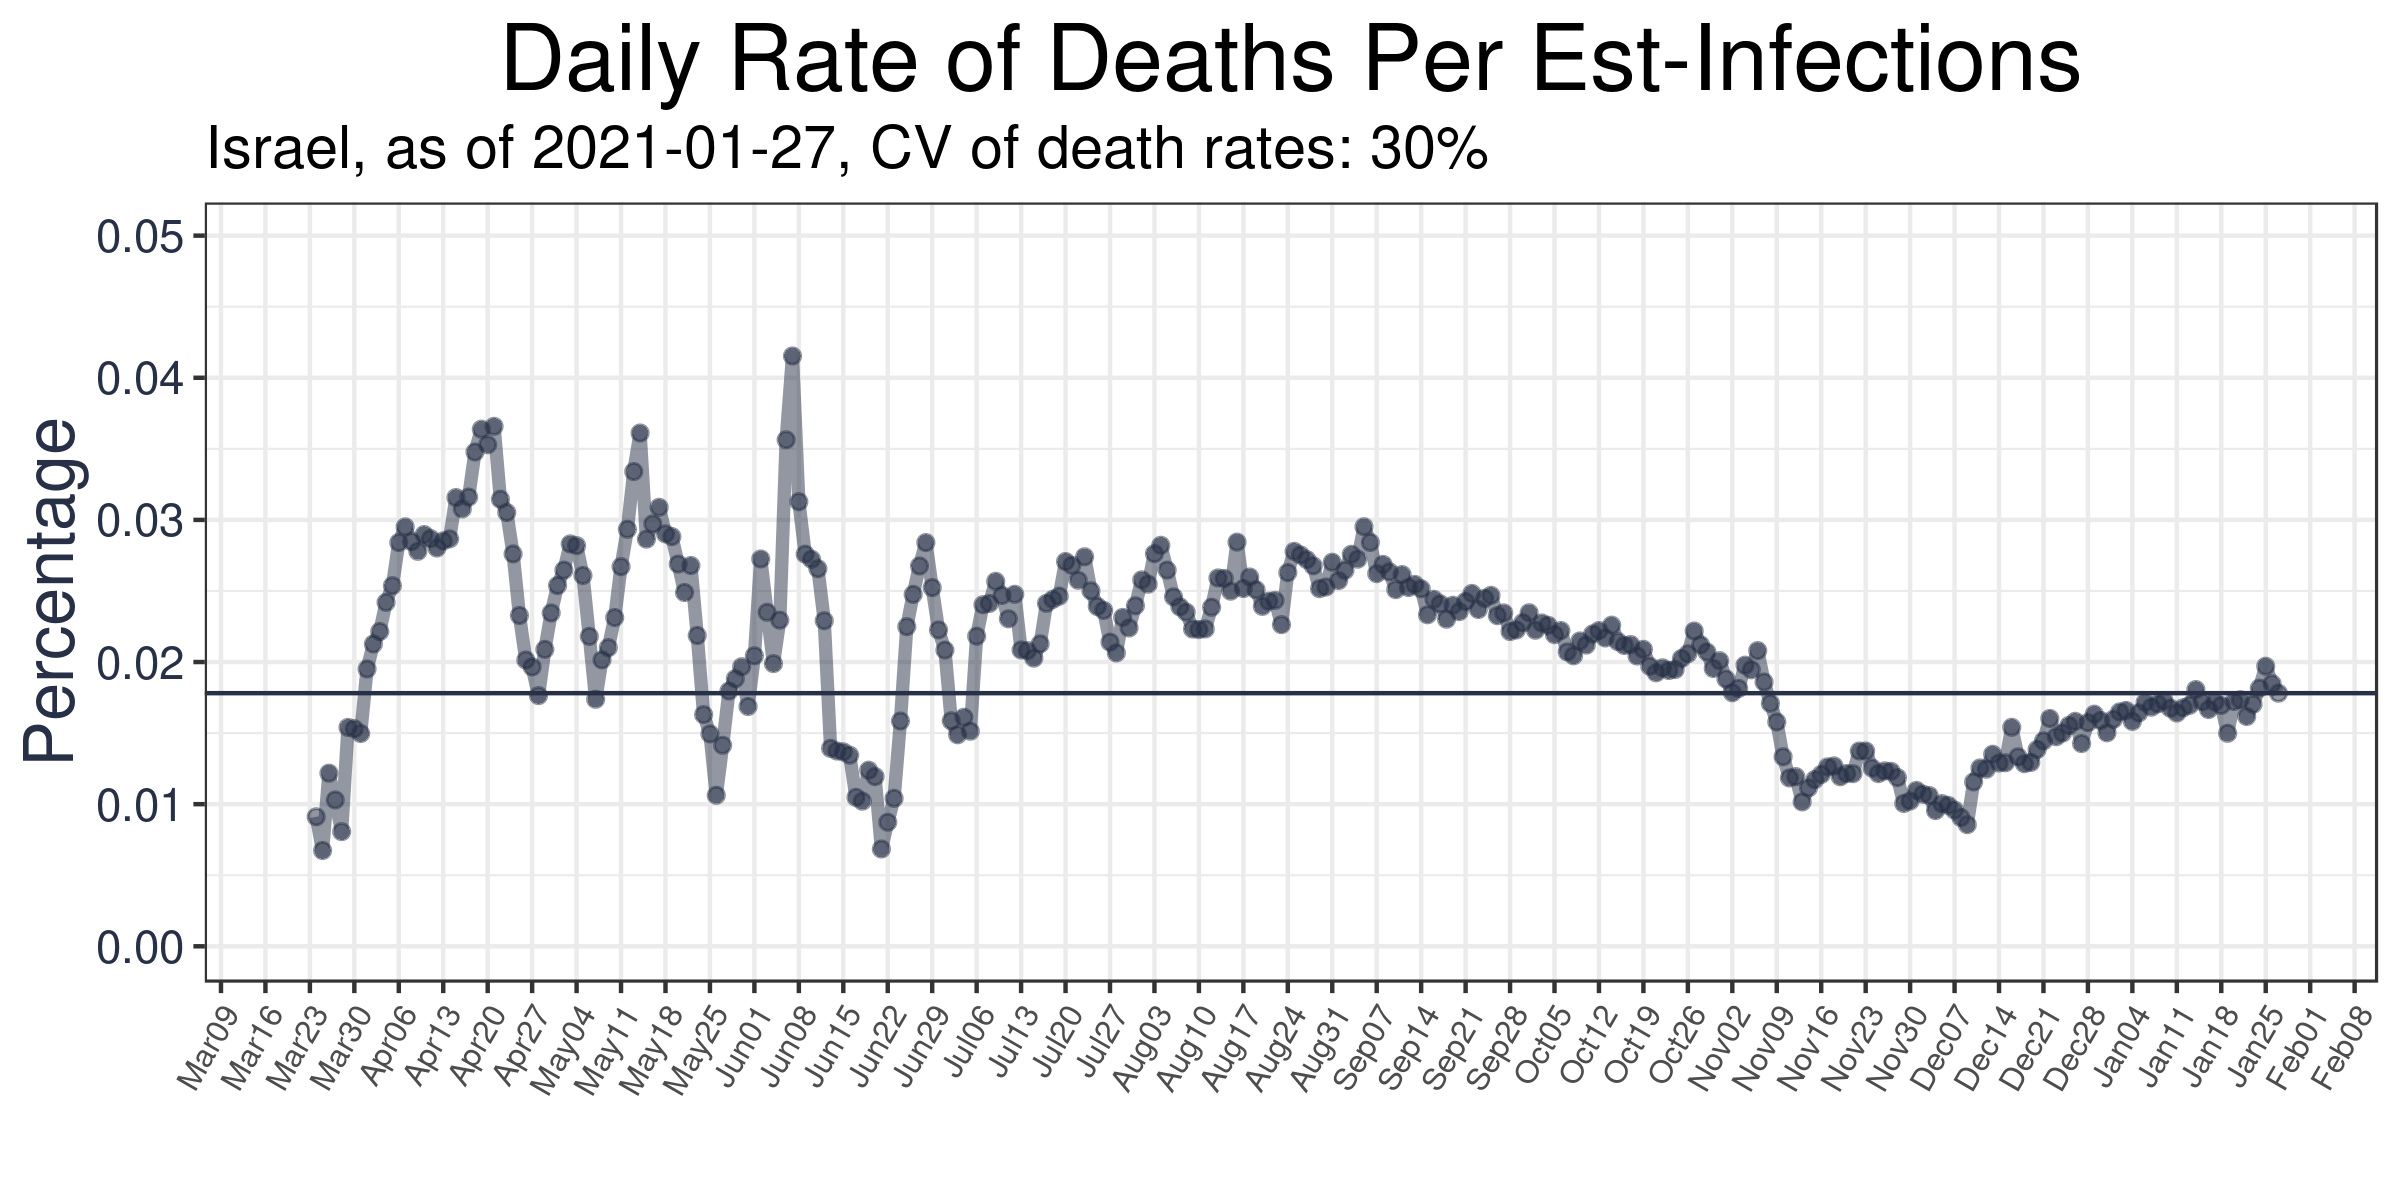 Daily Rate of Deaths Per Est-Infections
Israel, as of 2021-01-27, CV of death rates: 30%
Percentage
0.05
0.04
0.03
0.02
0.01
0.00
Mar09
Mar16
Mar23
Mar30
Apr06
Apr13
Apr20
Apr27
May04
May11
May18
May25
Jun01
Jun08
Jun15
Jun22
Jun29
Jul06
Jul13
Jul20
Jul27
Aug03
Aug10
Aug17
Aug24
Aug31
Sep07
Sep14
Sep21
Sep28
Oct05
Oct12
Oct19
Oct26
Nov02
Nov09
Nov16
Nov23
Nov30
Dec07
Dec14
Dec21
Dec28
Jan04
Jan11
Jan18
Jan25
Feb01
Feb08